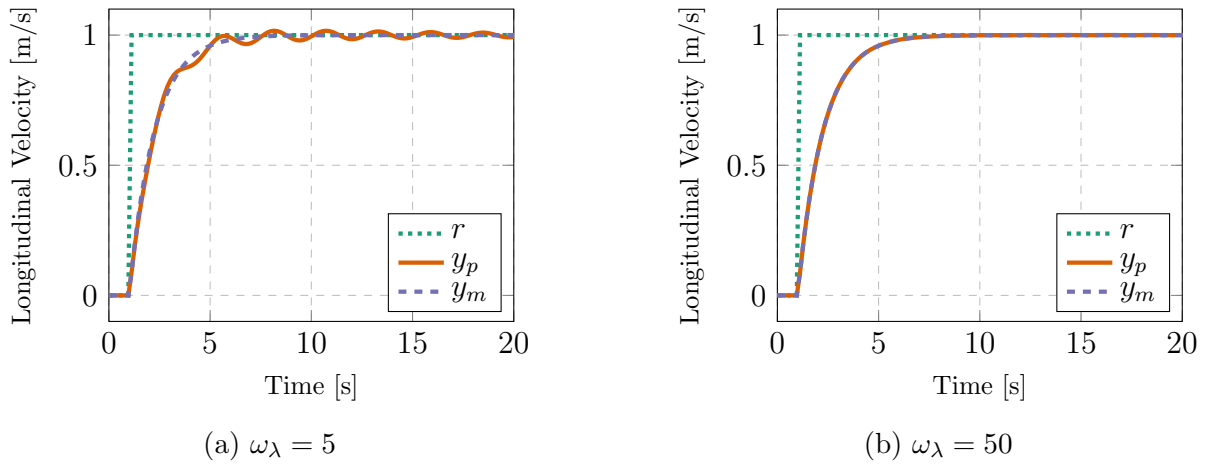 Longitudinal Velocity [m/s]
1
0.5
0
0 5 10 15 20
Time [s]
r
y_p
y_m
(a) ω_λ = 5
Longitudinal Velocity [m/s]
1
0.5
0
0 5 10 15 20
Time [s]
r
y_p
y_m
(b) ω_λ = 50